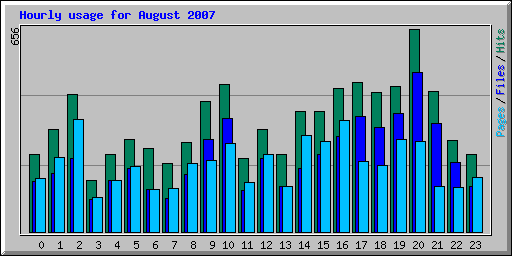 Hourly usage for August 2007
656
Pages/Files/Hits
0 1 2 3 4 5 6 7 8 9 10 11 12 13 14 15 16 17 18 19 20 21 22 23